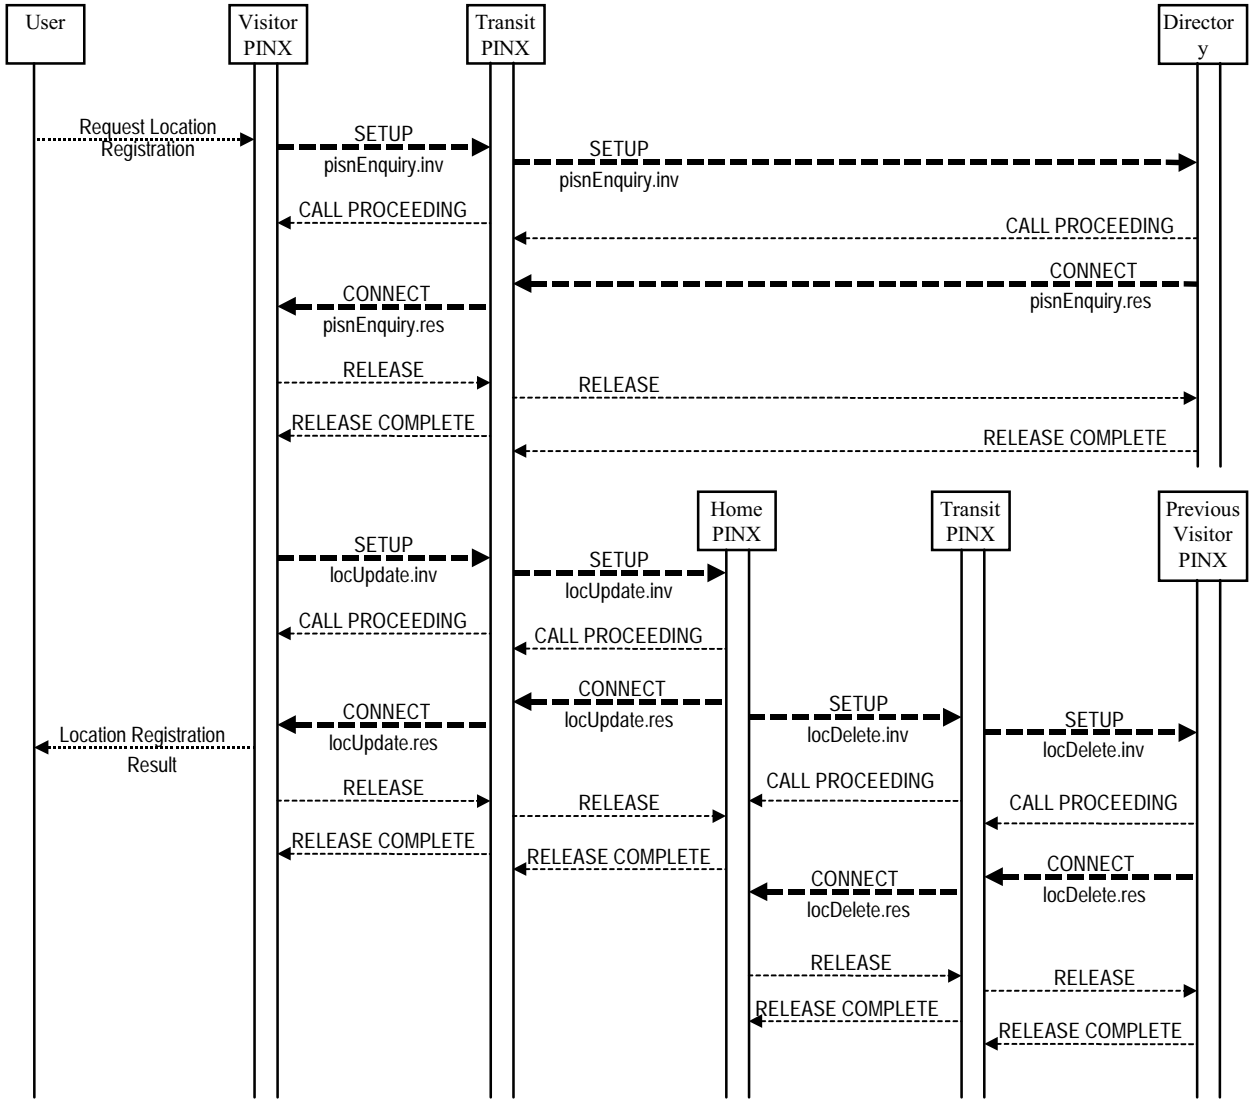 User
Visitor
PINX
Transit
PINX
Director
y
Request Location
Registration
SETUP
pisnEnquiry.inv
SETUP
pisnEnquiry.inv
CALL PROCEEDING
CALL PROCEEDING
CONNECT
pisnEnquiry.res
CONNECT
pisnEnquiry.res
RELEASE
RELEASE
RELEASE COMPLETE
RELEASE COMPLETE
Home
PINX
Transit
PINX
Previous
Visitor
PINX
SETUP
locUpdate.inv
SETUP
locUpdate.inv
CALL PROCEEDING
CALL PROCEEDING
CONNECT
locUpdate.res
CONNECT
locUpdate.res
SETUP
locDelete.inv
SETUP
locDelete.inv
Location Registration
Result
CALL PROCEEDING
RELEASE
RELEASE
CALL PROCEEDING
RELEASE COMPLETE
RELEASE COMPLETE
CONNECT
locDelete.res
CONNECT
locDelete.res
RELEASE
RELEASE
RELEASE COMPLETE
RELEASE COMPLETE